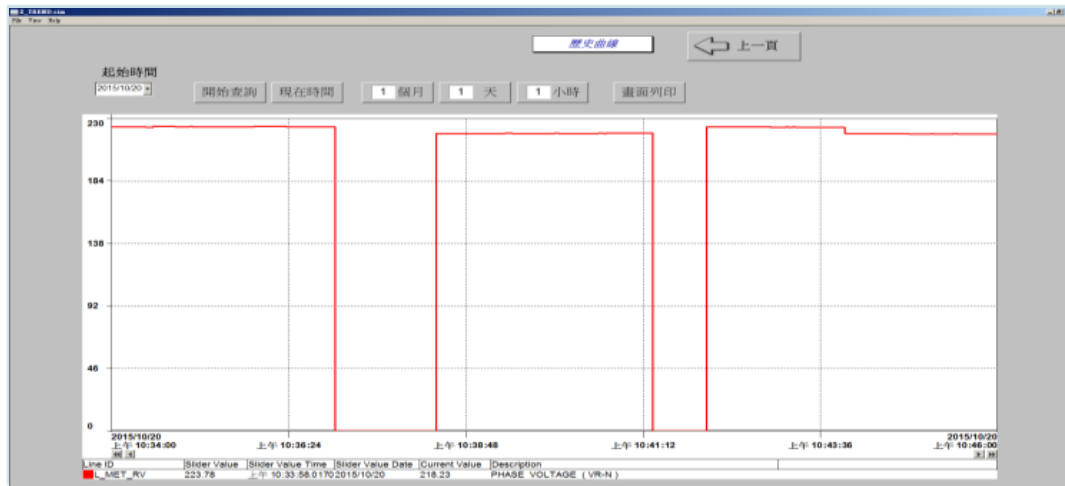 Z_TREND.sim
File View Help
歷史曲線
上一頁
起始時間
2015/10/20
開始查詢 現在時間 1 個月 1 天 1 小時 畫面列印
230
184
138
92
46
0
2015/10/20 2015/10/20
上午 10:34:00 上午 10:36:24 上午 10:38:48 上午 10:41:12 上午 10:43:36 上午 10:46:00
Line ID Slider Value Slider Value Time Slider Value Date Current Value Description
L_MET_RV 223.78 上午 10:33:58.0170 2015/10/20 218.23 PHASE VOLTAGE ( VR-N )